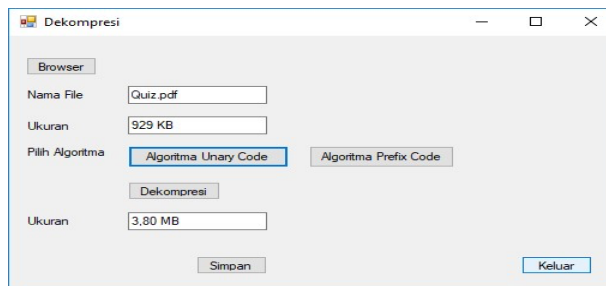 Dekompresi
Browser
Nama File Quiz.pdf
Ukuran 929 KB
Pilih Algoritma Algoritma Unary Code Algoritma Prefix Code
Dekompresi
Ukuran 3,80 MB
Simpan Keluar